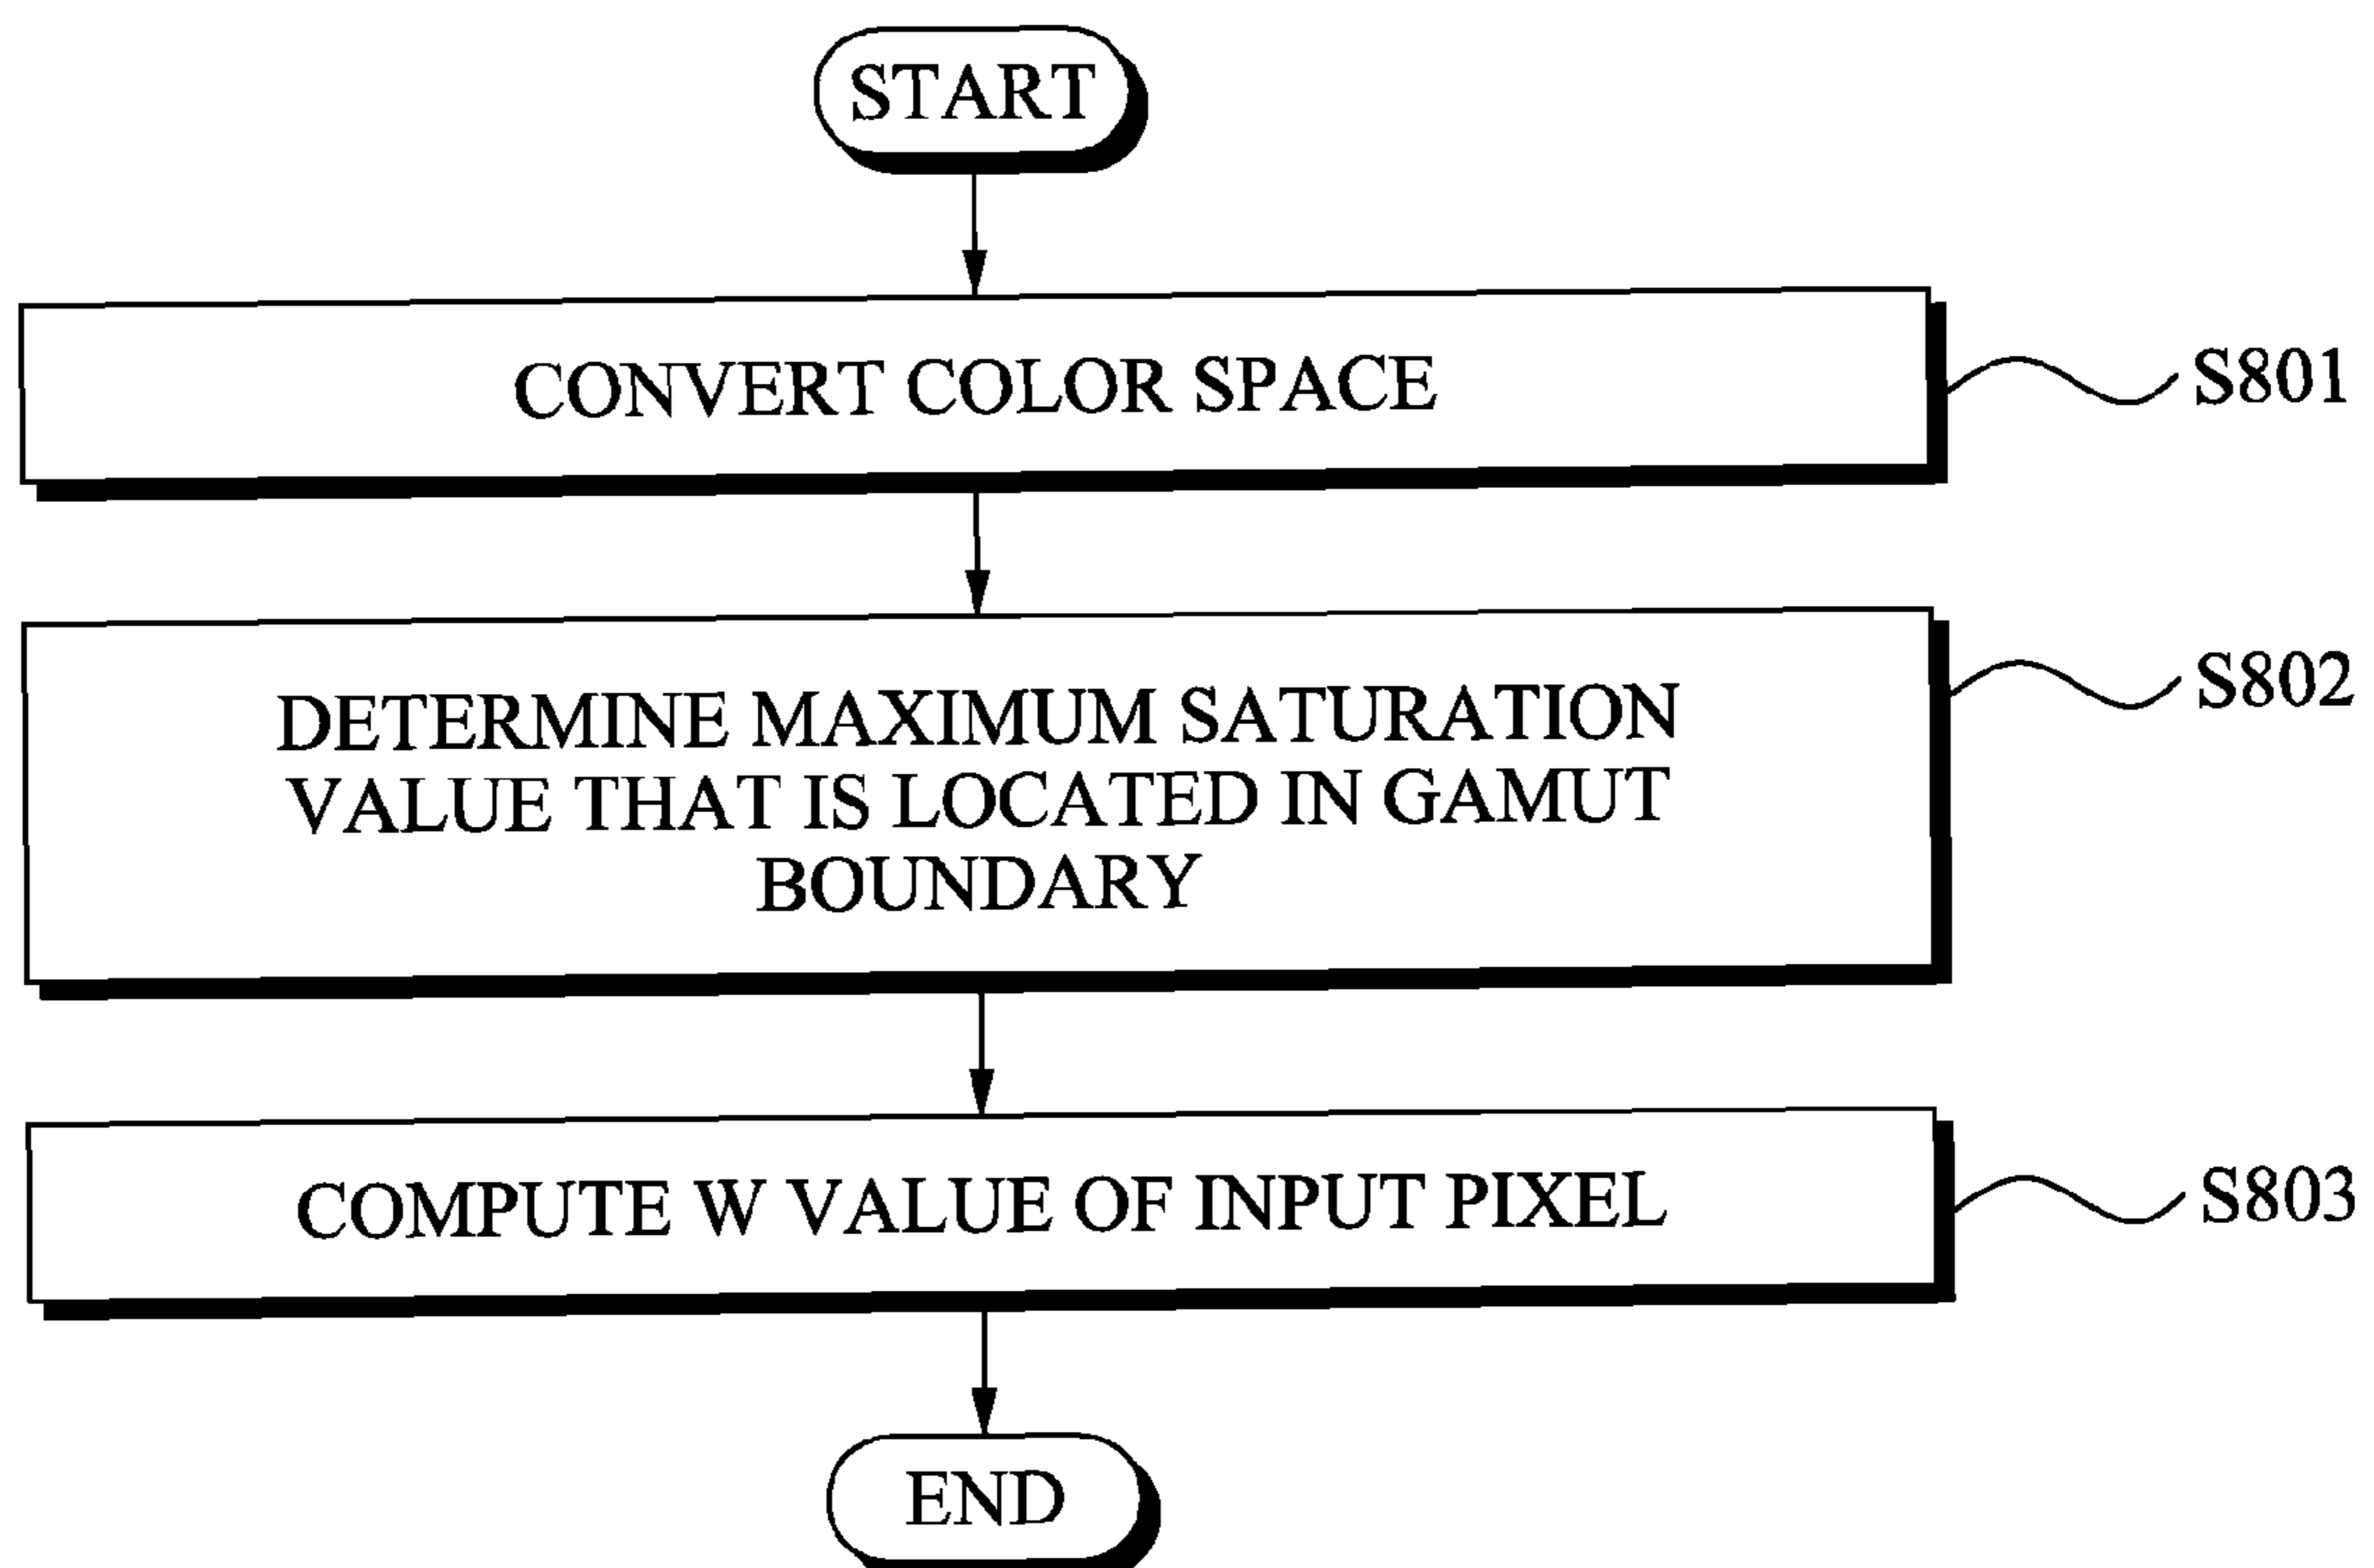 START
CONVERT COLOR SPACE
S801
DETERMINE MAXIMUM SATURATION
VALUE THAT IS LOCATED IN GAMUT
BOUNDARY
S802
COMPUTE W VALUE OF INPUT PIXEL
S803
END